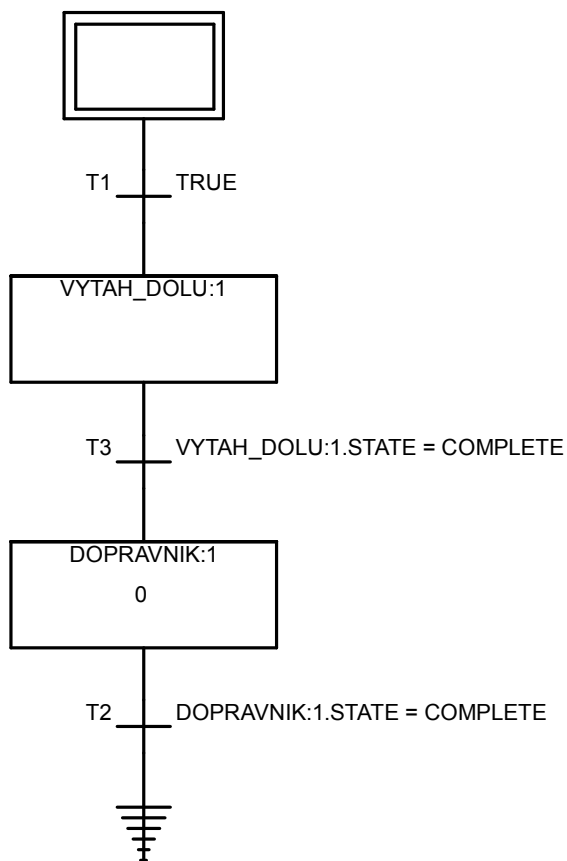 T1 TRUE
VYTAH_DOLU:1
T3 VYTAH_DOLU:1.STATE = COMPLETE
DOPRAVNIK:1
0
T2 DOPRAVNIK:1.STATE = COMPLETE